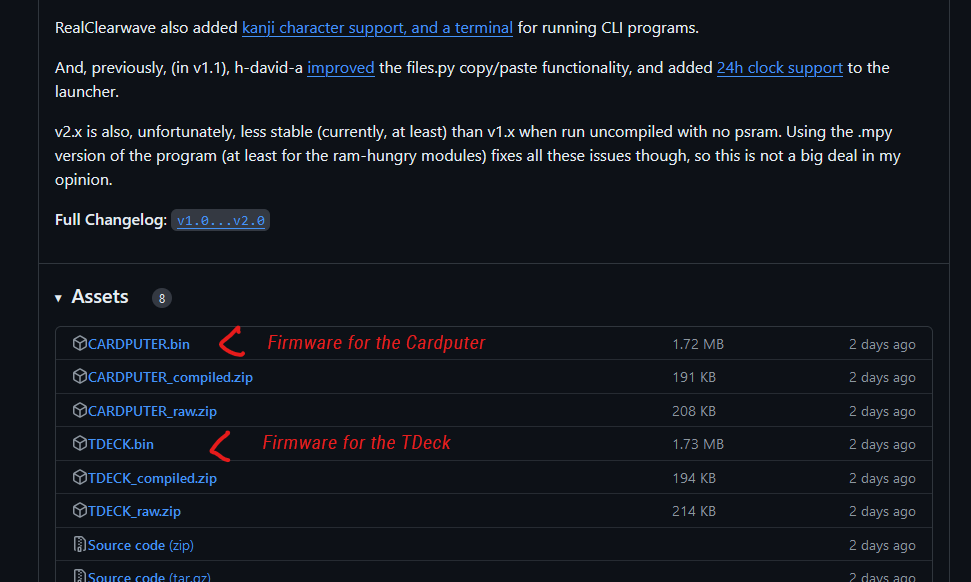 RealClearwave also added kanji character support, and a terminal for running CLI programs.
And, previously, (in v1.1), h-david-a improved the files.py copy/paste functionality, and added 24h clock support to the
launcher.
v2.x is also, unfortunately, less stable (currently, at least) than v1.x when run uncompiled with no psram. Using the .mpy
version of the program (at least for the ram-hungry modules) fixes all these issues though, so this is not a big deal in my
opinion.
Full Changelog: v1.0...v2.0
Assets 8
CARDPUTER.bin Firmware for the Cardputer 1.72 MB 2 days ago
CARDPUTER_compiled.zip 191 KB 2 days ago
CARDPUTER_raw.zip 208 KB 2 days ago
TDECK.bin Firmware for the TDeck 1.73 MB 2 days ago
TDECK_compiled.zip 194 KB 2 days ago
TDECK_raw.zip 214 KB 2 days ago
Source code (zip) 2 days ago
Source code (tar.gz) 2 days ago